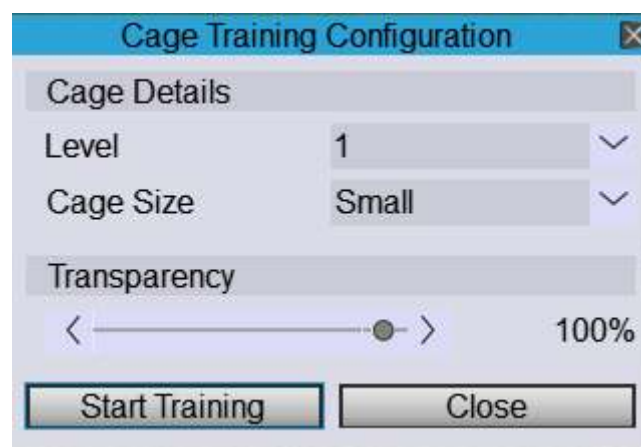 Cage Training Configuration
Cage Details
Level 1
Cage Size Small
Transparency
100%
Start Training Close